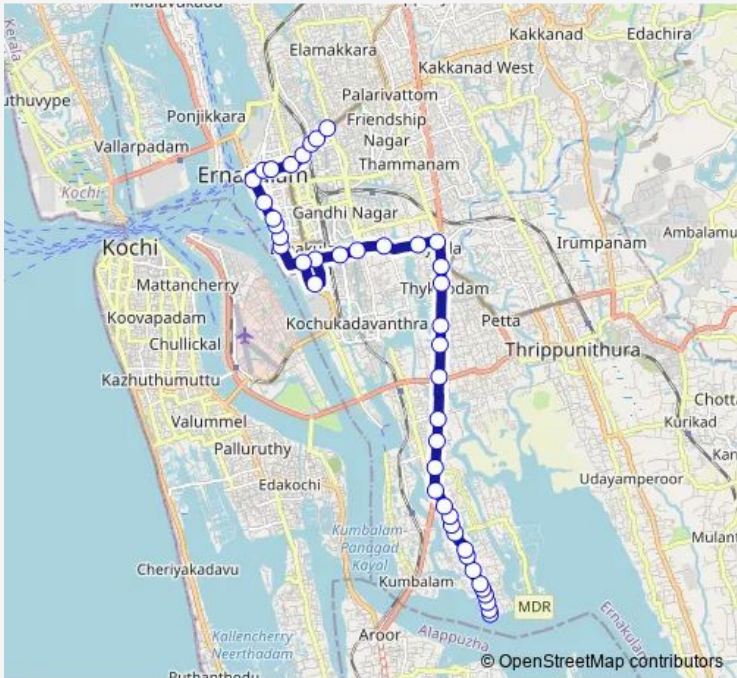 Mulavukadu
Kerala
Elamakkara
Kakkanad
Edachira
Kakkanad West
Ponjikkara
Palarivattom
Friendship
Nagar
Vallarpadam
Thammanam
Kochi
Gandhi Nagar
Kochi
Irumpanam
Ambalamu
Mattancherry
Koovapadam
Kochukadavanthra
Petta
Chullickal
Thrippunithura
Kazhuthumuttu
Chotta
Valummel
Kurikad
Palluruthy
Udayamperoor
Edakochi
Kumbalam-
Panagad
Kayal
Mulant
Cheriyakadavu
Kumbalam
MDR
Kallencherry
Neerthadam
Aroor
Alappuzha
Ernakulam
Puthanthodu
© OpenStreetMap contributors